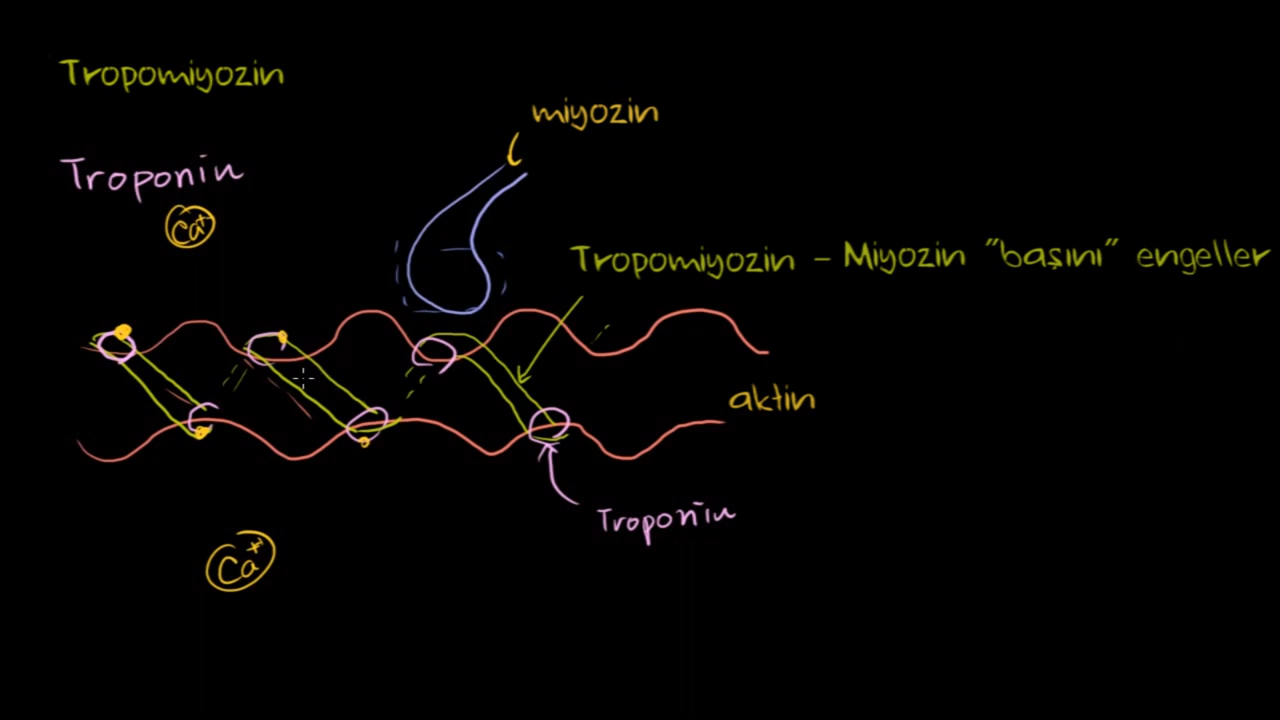 Tropomiyozin
miyozin
Troponin
Ca⁺
Tropomiyozin – Miyozin "başını" engeller
aktin
Troponin
Ca⁺